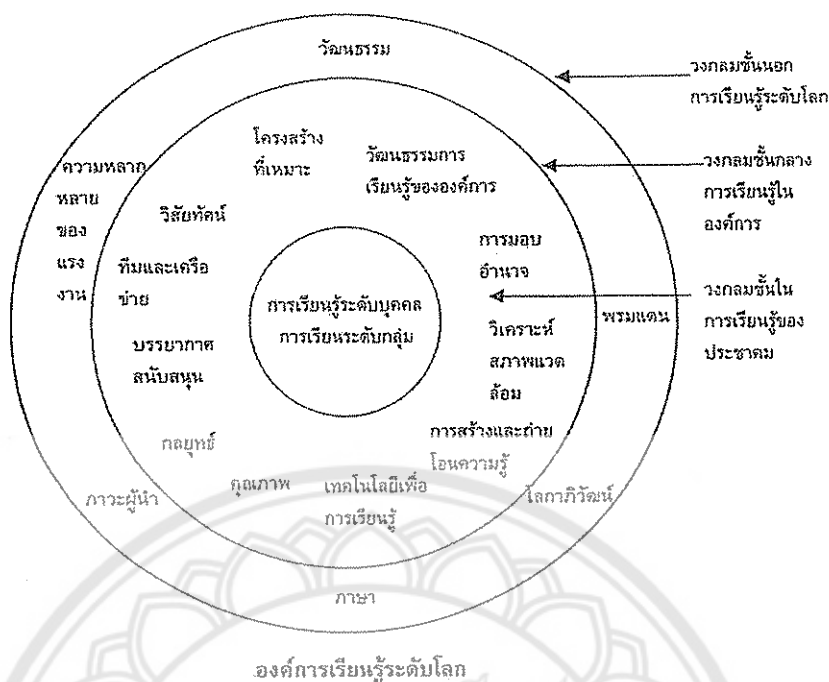 วัฒนธรรม
วงกลมชั้นนอก
การเรียนรู้ระดับโลก
โครงสร้าง
ที่เหมาะ
วัฒนธรรมการ
เรียนรู้ขององค์การ
วงกลมชั้นกลาง
การเรียนรู้ใน
องค์การ
ความหลาก
หลาย
ของ
แรง
งาน
วิสัยทัศน์
การมอบ
อำนาจ
ทีมและเครือ
ข่าย
การเรียนรู้ระดับบุคคล
การเรียนระดับกลุ่ม
วงกลมชั้นใน
การเรียนรู้ของ
ประชาคม
พรมแดน
วิเคราะห์
สภาพแวด
ล้อม
บรรยากาศ
สนับสนุน
การสร้างและถ่าย
โอนความรู้
กลยุทธ์
คุณภาพ
เทคโนโลยีเพื่อ
การเรียนรู้
ภาวะผู้นำ
โลกาภิวัฒน์
ภาษา
องค์การเรียนรู้ระดับโลก